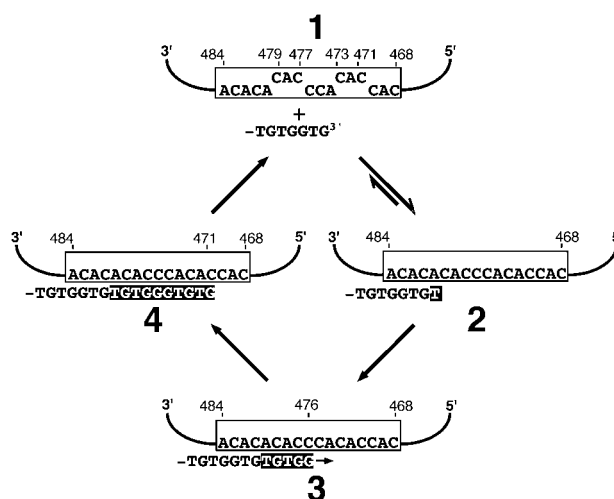 1
3' 484 479 477 473 471 468 5'
CAC CAC
ACACA CCA CAC
+
–TGTGGTG3'
3' 484 471 468 5'
ACACACACCCACACCAC
–TGTGGTGTGTGGGTGTG
4
3' 484 468 5'
ACACACACCCACACCAC
–TGTGGTGT
2
3' 484 476 468 5'
ACACACACCCACACCAC
–TGTGGTGTGTGG
3